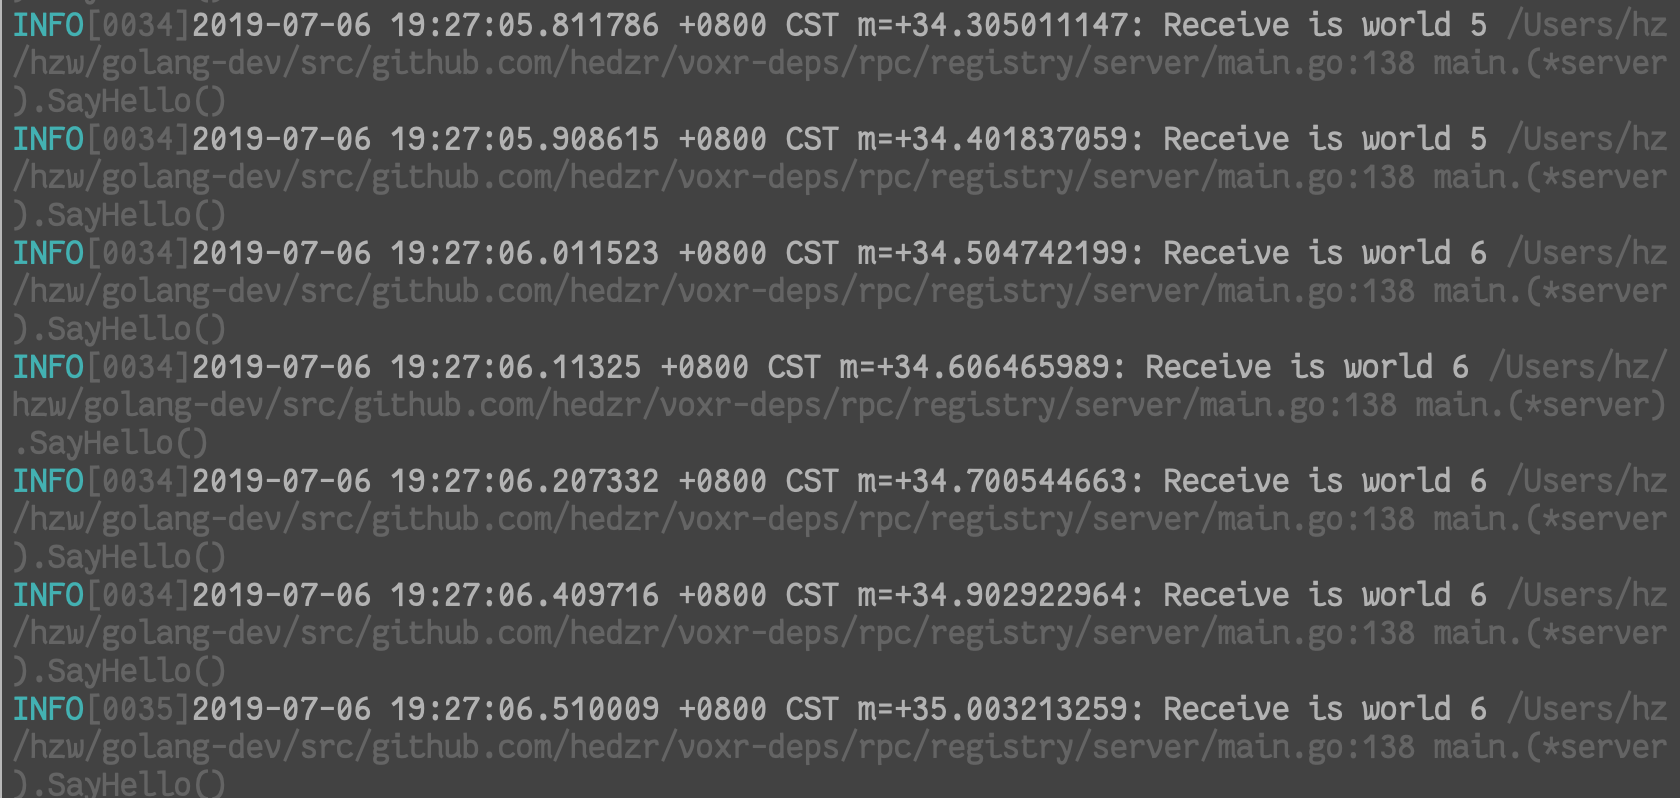 INFO[0034]2019-07-06 19:27:05.811786 +0800 CST m=+34.305011147: Receive is world 5 /Users/hz
/hzw/golang-dev/src/github.com/hedzr/voxr-deps/rpc/registry/server/main.go:138 main.(*server
).SayHello()
INFO[0034]2019-07-06 19:27:05.908615 +0800 CST m=+34.401837059: Receive is world 5 /Users/hz
/hzw/golang-dev/src/github.com/hedzr/voxr-deps/rpc/registry/server/main.go:138 main.(*server
).SayHello()
INFO[0034]2019-07-06 19:27:06.011523 +0800 CST m=+34.504742199: Receive is world 6 /Users/hz
/hzw/golang-dev/src/github.com/hedzr/voxr-deps/rpc/registry/server/main.go:138 main.(*server
).SayHello()
INFO[0034]2019-07-06 19:27:06.11325 +0800 CST m=+34.606465989: Receive is world 6 /Users/hz/
hzw/golang-dev/src/github.com/hedzr/voxr-deps/rpc/registry/server/main.go:138 main.(*server)
.SayHello()
INFO[0034]2019-07-06 19:27:06.207332 +0800 CST m=+34.700544663: Receive is world 6 /Users/hz
/hzw/golang-dev/src/github.com/hedzr/voxr-deps/rpc/registry/server/main.go:138 main.(*server
).SayHello()
INFO[0034]2019-07-06 19:27:06.409716 +0800 CST m=+34.902922964: Receive is world 6 /Users/hz
/hzw/golang-dev/src/github.com/hedzr/voxr-deps/rpc/registry/server/main.go:138 main.(*server
).SayHello()
INFO[0035]2019-07-06 19:27:06.510009 +0800 CST m=+35.003213259: Receive is world 6 /Users/hz
/hzw/golang-dev/src/github.com/hedzr/voxr-deps/rpc/registry/server/main.go:138 main.(*server
).SayHello()